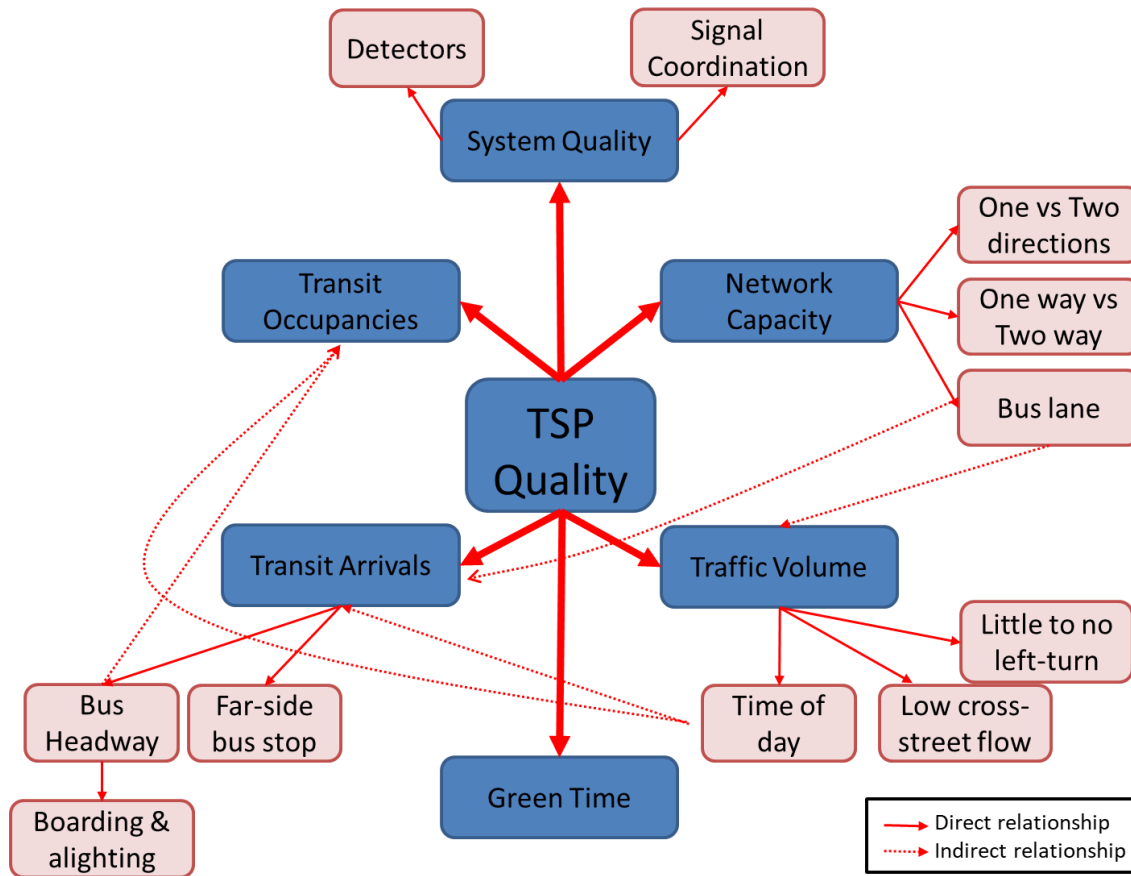 Detectors
Signal
Coordination
System Quality
One vs Two
directions
Transit
Occupancies
Network
Capacity
One way vs
Two way
Bus lane
TSP
Quality
Transit Arrivals
Traffic Volume
Little to no
left-turn
Bus
Headway
Far-side
bus stop
Time of
day
Low cross-
street flow
Green Time
Boarding &
alighting
Direct relationship
Indirect relationship